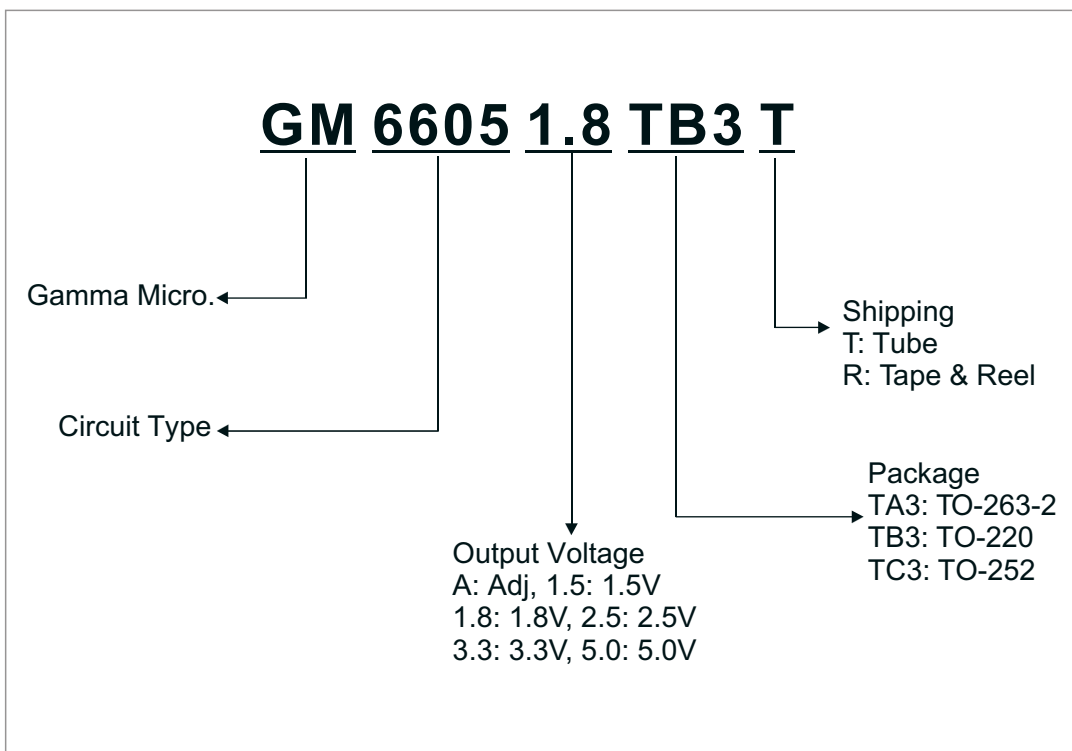 GM 6605 1.8 TB3 T
Gamma Micro.
Shipping
T: Tube
R: Tape & Reel
Circuit Type
Package
TA3: TO-263-2
TB3: TO-220
TC3: TO-252
Output Voltage
A: Adj, 1.5: 1.5V
1.8: 1.8V, 2.5: 2.5V
3.3: 3.3V, 5.0: 5.0V